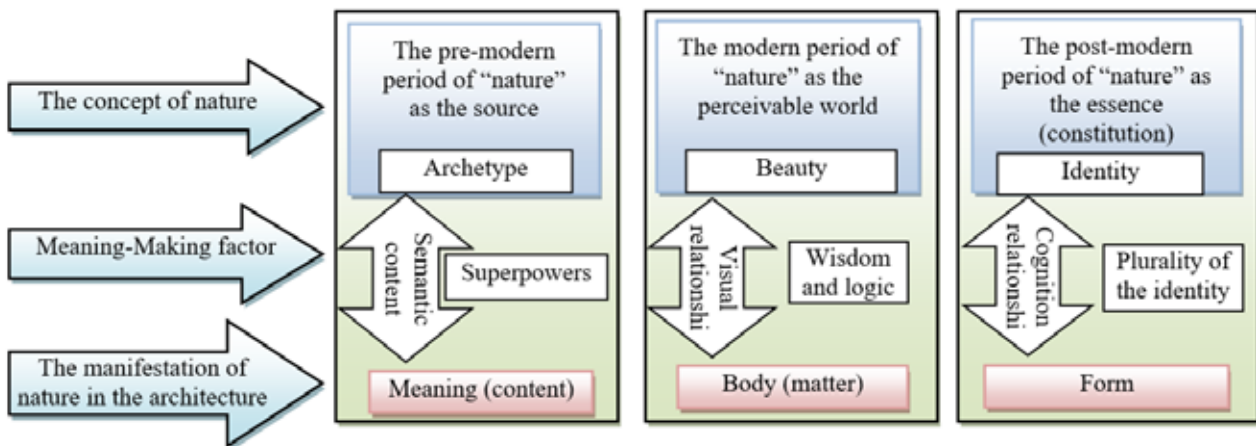 The concept of nature
Meaning-Making factor
The manifestation of
nature in the architecture
The pre-modern
period of “nature”
as the source
Archetype
Semantic
content
Superpowers
Meaning (content)
The modern period of
“nature” as the
perceivable world
Beauty
Visual
relationshi
Wisdom
and logic
Body (matter)
The post-modern
period of “nature” as
the essence
(constitution)
Identity
Cognition
relationshi
Plurality of
the identity
Form